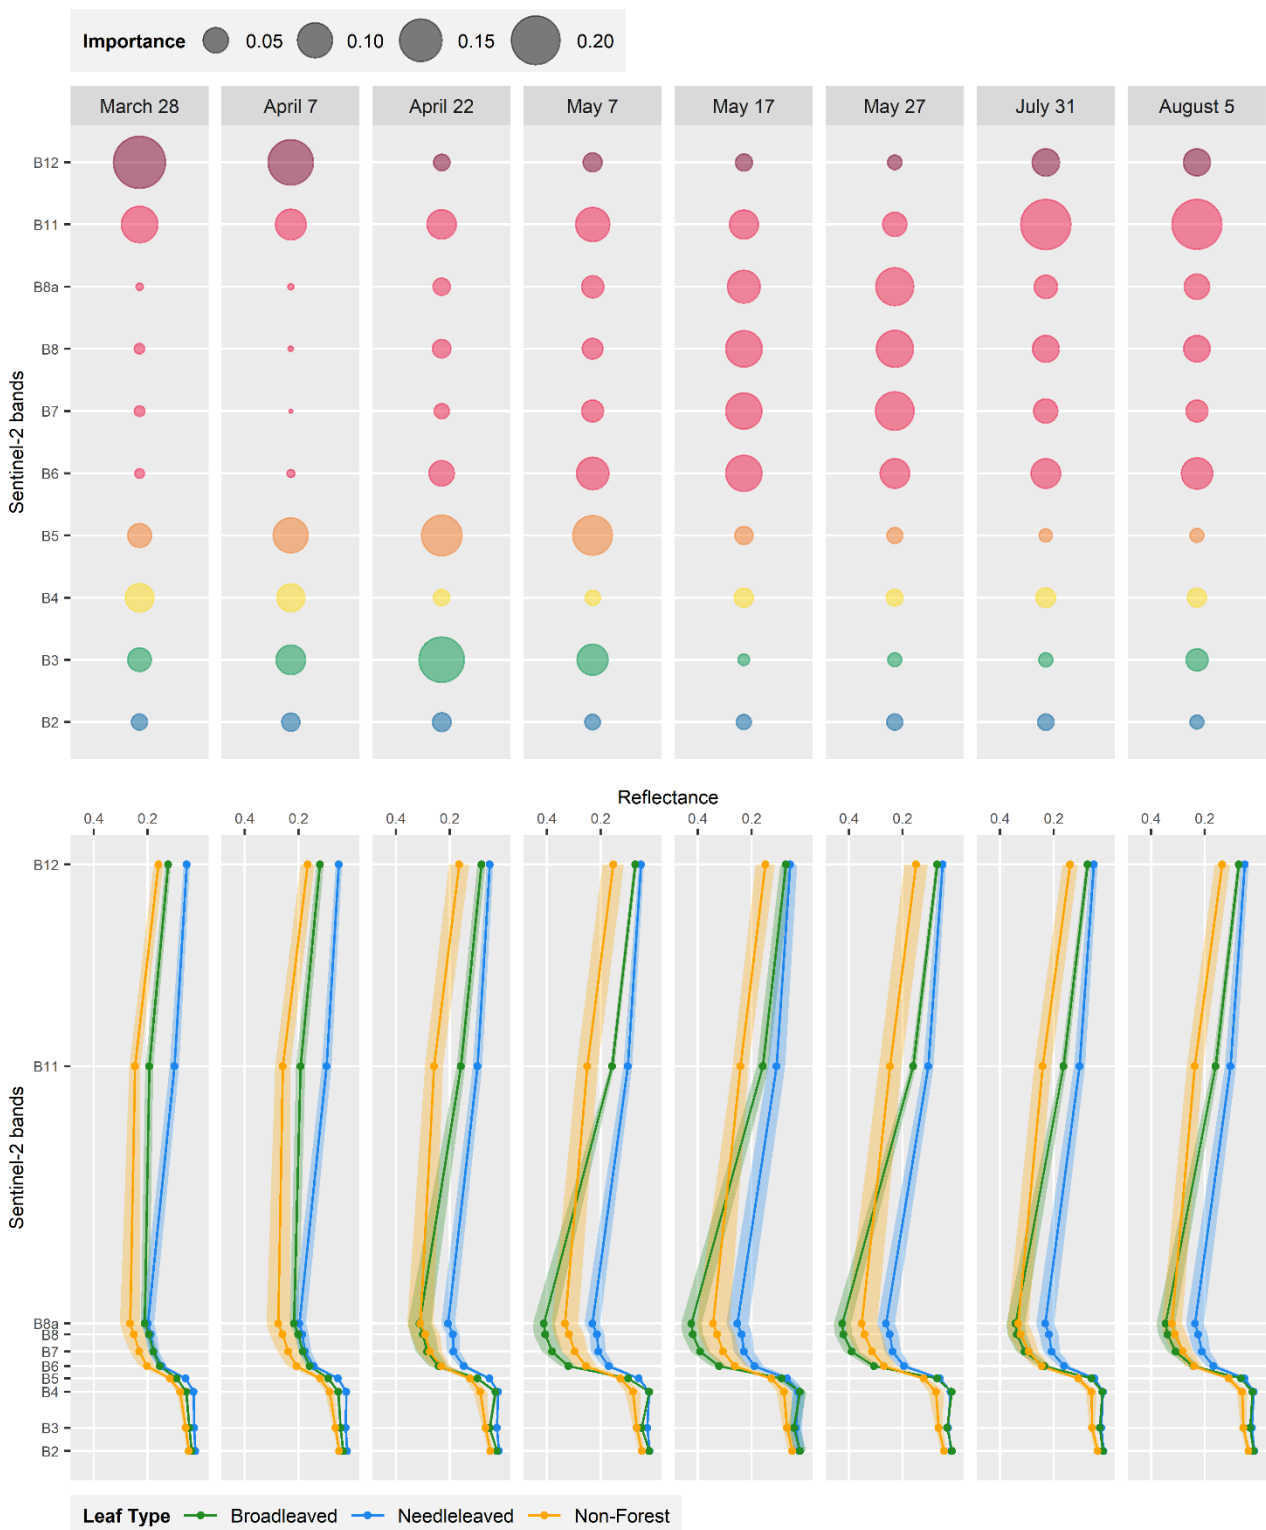 Importance 0.05 0.10 0.15 0.20
March 28 April 7 April 22 May 7 May 17 May 27 July 31 August 5
B12
B11
B8a
B8
B7
B6
B5
B4
B3
B2
Sentinel-2 bands
Reflectance
0.4 0.2 0.4 0.2 0.4 0.2 0.4 0.2 0.4 0.2 0.4 0.2 0.4 0.2 0.4 0.2
B12
B11
B8a
B8
B7
B6
B5
B4
B3
B2
Sentinel-2 bands
Leaf Type Broadleaved Needleleaved Non-Forest